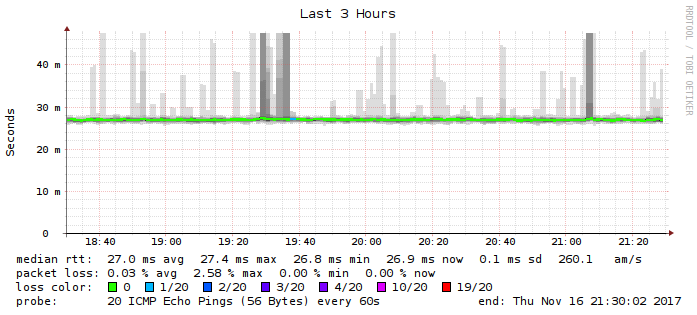 Last 3 Hours
RRDTOOL / TOBI OETIKER
Seconds
40 m
30 m
20 m
10 m
0
18:40 19:00 19:20 19:40 20:00 20:20 20:40 21:00 21:20
median rtt: 27.0 ms avg 27.4 ms max 26.8 ms min 26.9 ms now 0.1 ms sd 260.1 am/s
packet loss: 0.03 % avg 2.58 % max 0.00 % min 0.00 % now
loss color: 0 1/20 2/20 3/20 4/20 10/20 19/20
probe: 20 ICMP Echo Pings (56 Bytes) every 60s end: Thu Nov 16 21:30:02 2017